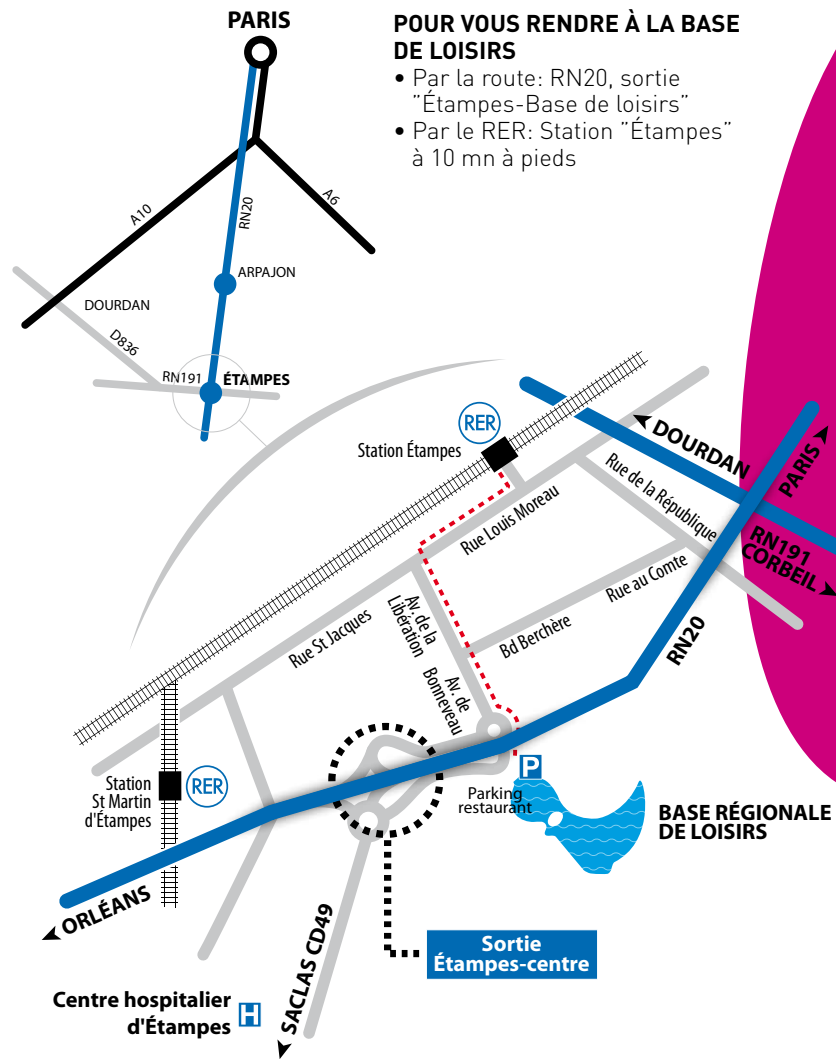 PARIS
POUR VOUS RENDRE À LA BASE
DE LOISIRS
• Par la route: RN20, sortie
"Étampes-Base de loisirs"
• Par le RER: Station "Étampes"
à 10 mn à pieds
A10
RN20
A6
ARPAJON
DOURDAN
D836
RN191
ÉTAMPES
RER
Station Étampes
DOURDAN
PARIS
Rue de la République
Rue Louis Moreau
RN191
CORBEIL
Rue au Comte
Av. de la
Libération
Bd Berchère
Rue St Jacques
RN20
Av. de
Bonneveau
Station
St Martin
d'Étampes
RER
P
Parking
restaurant
BASE RÉGIONALE
DE LOISIRS
ORLÉANS
SACLAS CD49
Sortie
Étampes-centre
Centre hospitalier
d'Étampes
H